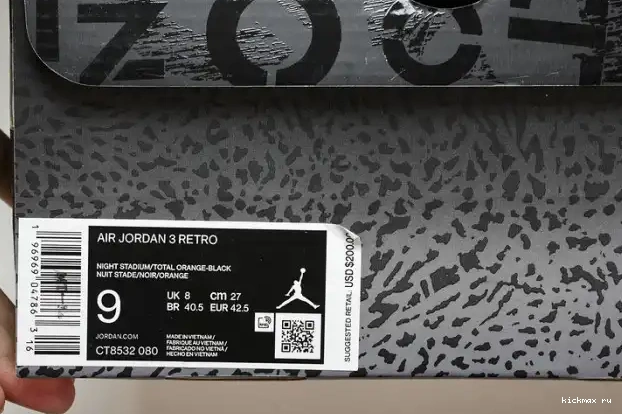 AIR JORDAN 3 RETRO
NIGHT STADIUM/TOTAL ORANGE-BLACK
NUIT STADE/NOIR/ORANGE
9
UK 8 cm 27
BR 40.5 EUR 42.5
JORDAN.COM
CT8532 080
MADE IN VIETNAM/
FABRIQUÉ AU VIETNAM/
FABRICADO NO VIETNA/
HECHO EN VIETNAM
1 96969 04786 3 16
SUGGESTED RETAIL: USD $200.00
kickmax ru